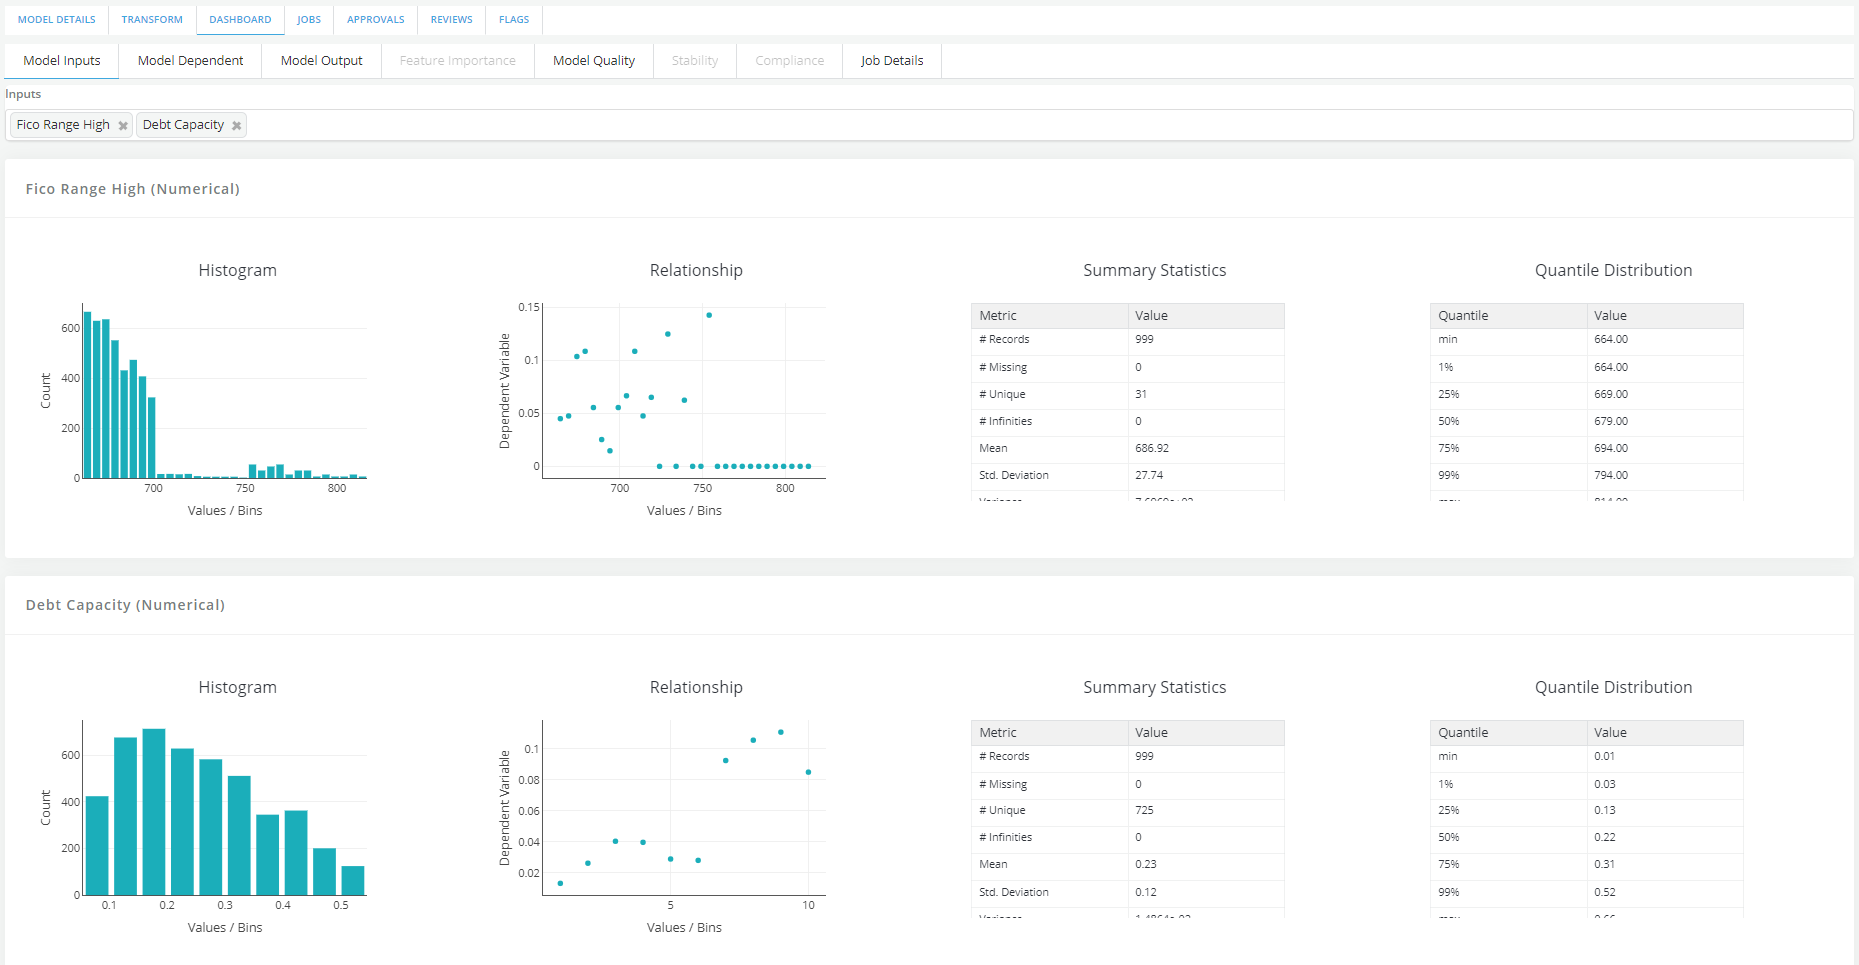 MODEL DETAILS TRANSFORM DASHBOARD JOBS APPROVALS REVIEWS FLAGS
Model Inputs Model Dependent Model Output Feature Importance Model Quality Stability Compliance Job Details
Inputs
Fico Range High Debt Capacity
Fico Range High (Numerical)
Histogram
600
400
200
0
Count
700 750 800
Values / Bins
Relationship
0.15
0.1
0.05
0
Dependent Variable
700 750 800
Values / Bins
Summary Statistics
Metric Value
# Records 999
# Missing 0
# Unique 31
# Infinities 0
Mean 686.92
Std. Deviation 27.74
Quantile Distribution
Quantile Value
min 664.00
1% 664.00
25% 669.00
50% 679.00
75% 694.00
99% 794.00
Debt Capacity (Numerical)
Histogram
600
400
200
0
Count
0.1 0.2 0.3 0.4 0.5
Values / Bins
Relationship
0.1
0.08
0.06
0.04
0.02
Dependent Variable
5 10
Values / Bins
Summary Statistics
Metric Value
# Records 999
# Missing 0
# Unique 725
# Infinities 0
Mean 0.23
Std. Deviation 0.12
Quantile Distribution
Quantile Value
min 0.01
1% 0.03
25% 0.13
50% 0.22
75% 0.31
99% 0.52